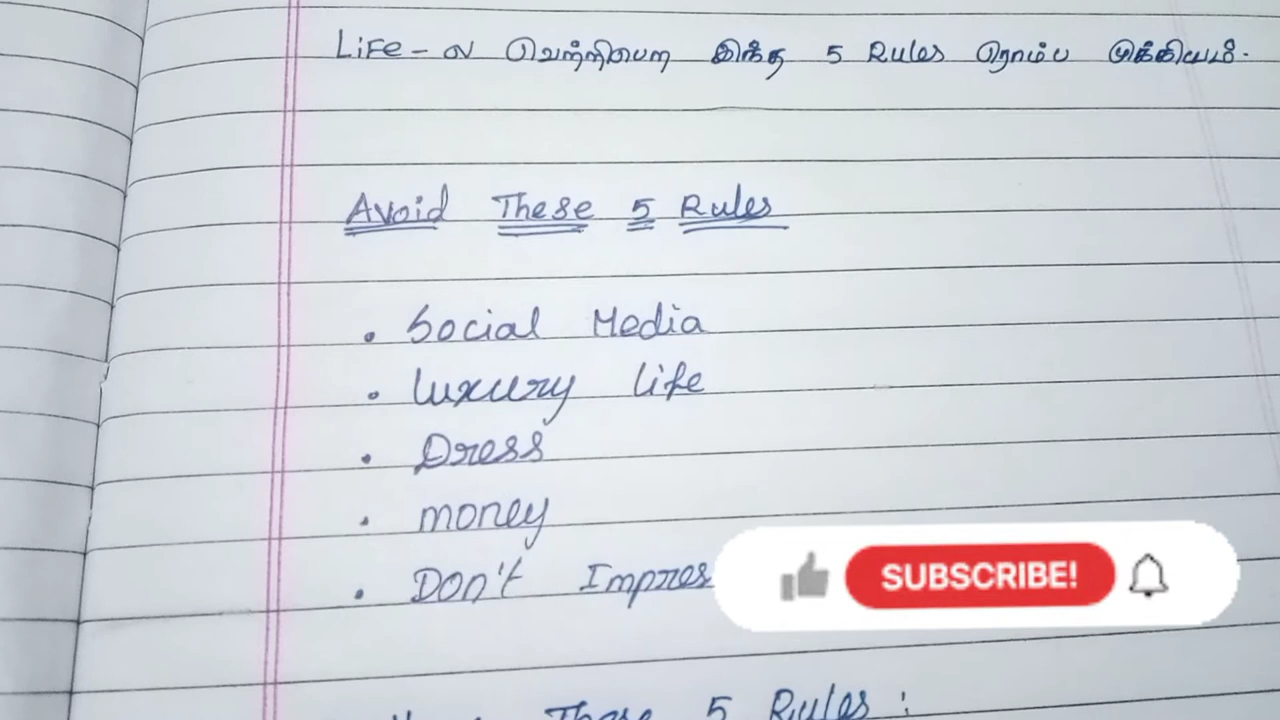 Life - ல வெற்றிபெற இந்த 5 Rules ரொம்ப முக்கியம்.
Avoid These 5 Rules
• Social Media
• luxury life
• Dress
• money
• Don't Impres
SUBSCRIBE!
These 5 Rules :